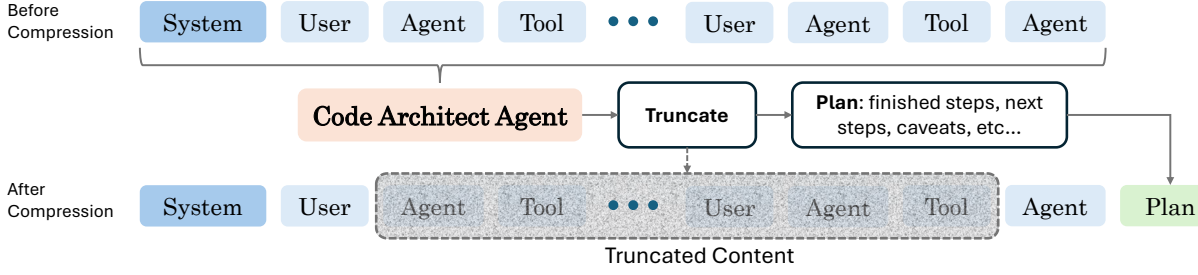 Before
Compression
System User Agent Tool ••• User Agent Tool Agent
Code Architect Agent
Truncate
Plan: finished steps, next
steps, caveats, etc...
After
Compression
System User Agent Tool ••• User Agent Tool Agent Plan
Truncated Content